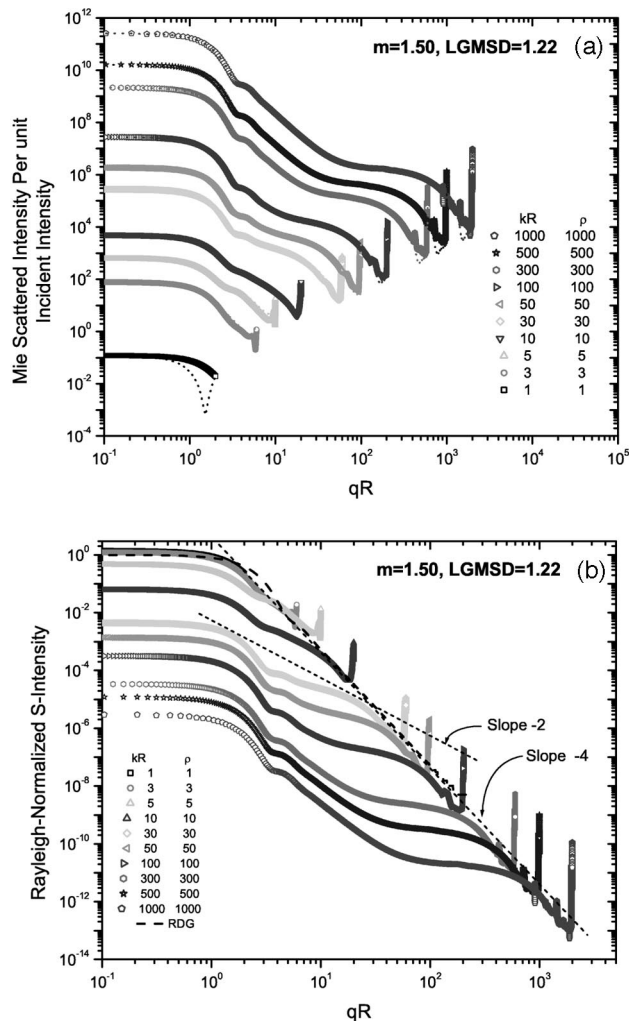 m=1.50, LGMSD=1.22 (a)
Mie Scattered Intensity Per unit
Incident Intensity
10^12
10^10
10^8
10^6
10^4
10^2
10^0
10^-2
10^-4
kR ρ
1000 1000
500 500
300 300
100 100
50 50
30 30
10 10
5 5
3 3
1 1
10^-1 10^0 10^1 10^2 10^3 10^4 10^5
qR
m=1.50, LGMSD=1.22 (b)
Rayleigh-Normalized S-Intensity
10^0
10^-2
10^-4
10^-6
10^-8
10^-10
10^-12
10^-14
Slope -2
Slope -4
kR ρ
1 1
3 3
5 5
10 10
30 30
50 50
100 100
300 300
500 500
1000 1000
RDG
10^-1 10^0 10^1 10^2 10^3
qR